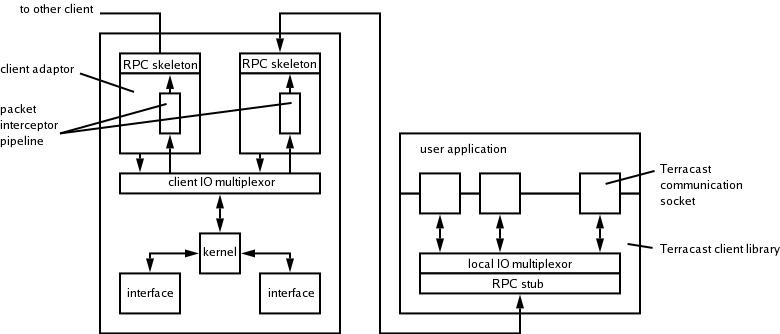 to other client
RPC skeleton
RPC skeleton
client adaptor
packet
interceptor
pipeline
client IO multiplexor
kernel
interface
interface
user application
Terracast
communication
socket
Terracast client library
local IO multiplexor
RPC stub